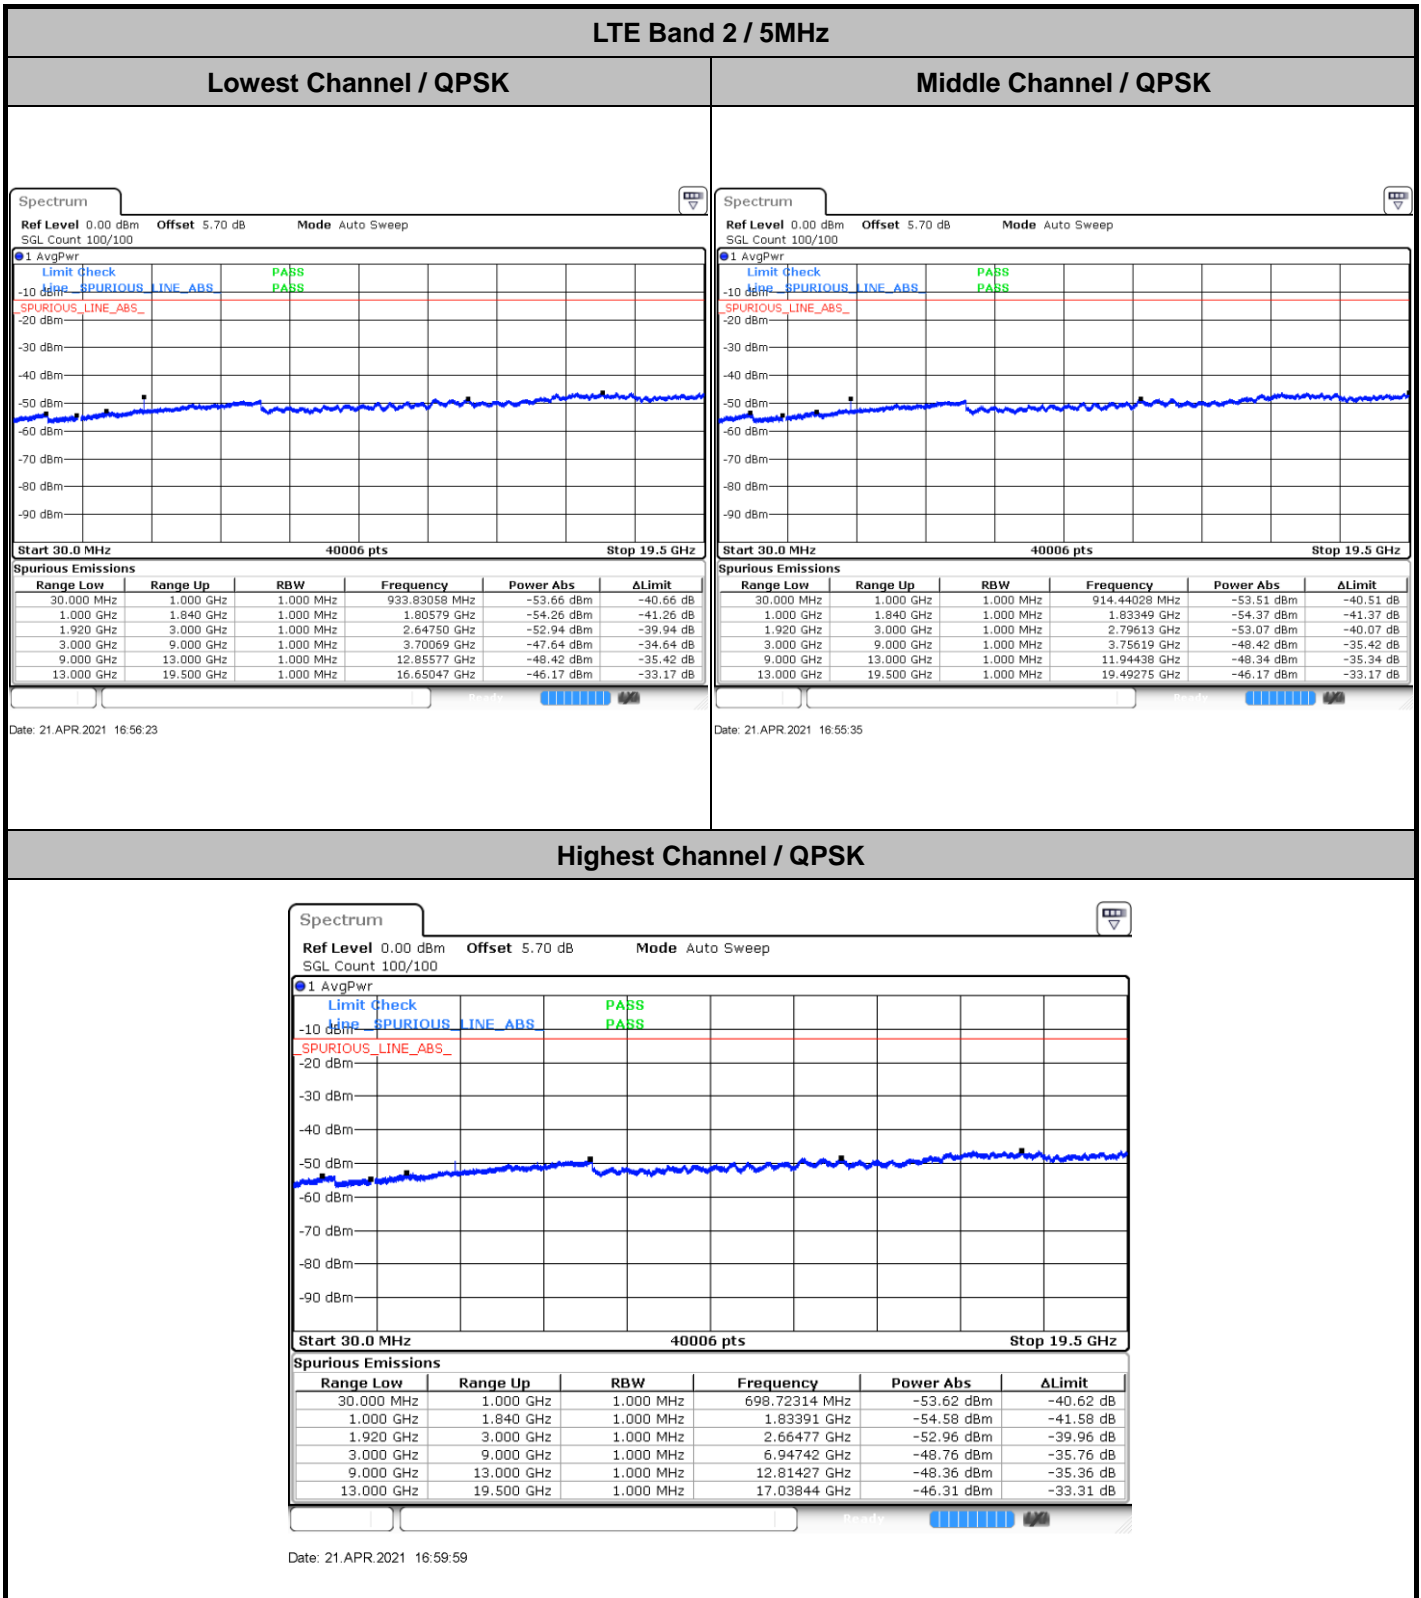 LTE Band 2 / 5MHz
Lowest Channel / QPSK
Middle Channel / QPSK
Spectrum
Ref Level 0.00 dBm Offset 5.70 dB Mode Auto Sweep
SGL Count 100/100
1 AvgPwr
Limit Check PASS
Line _SPURIOUS_LINE_ABS_ PASS
-10 dBm
_SPURIOUS_LINE_ABS_
-20 dBm
-30 dBm
-40 dBm
-50 dBm
-60 dBm
-70 dBm
-80 dBm
-90 dBm
Start 30.0 MHz 40006 pts Stop 19.5 GHz
Spurious Emissions
Range Low Range Up RBW Frequency Power Abs ΔLimit
30.000 MHz 1.000 GHz 1.000 MHz 933.83058 MHz -53.66 dBm -40.66 dB
1.000 GHz 1.840 GHz 1.000 MHz 1.80579 GHz -54.26 dBm -41.26 dB
1.920 GHz 3.000 GHz 1.000 MHz 2.64750 GHz -52.94 dBm -39.94 dB
3.000 GHz 9.000 GHz 1.000 MHz 3.70069 GHz -47.64 dBm -34.64 dB
9.000 GHz 13.000 GHz 1.000 MHz 12.85577 GHz -48.42 dBm -35.42 dB
13.000 GHz 19.500 GHz 1.000 MHz 16.65047 GHz -46.17 dBm -33.17 dB
Ready
Date: 21.APR.2021 16:56:23
Spectrum
Ref Level 0.00 dBm Offset 5.70 dB Mode Auto Sweep
SGL Count 100/100
1 AvgPwr
Limit Check PASS
Line _SPURIOUS_LINE_ABS_ PASS
-10 dBm
_SPURIOUS_LINE_ABS_
-20 dBm
-30 dBm
-40 dBm
-50 dBm
-60 dBm
-70 dBm
-80 dBm
-90 dBm
Start 30.0 MHz 40006 pts Stop 19.5 GHz
Spurious Emissions
Range Low Range Up RBW Frequency Power Abs ΔLimit
30.000 MHz 1.000 GHz 1.000 MHz 914.44028 MHz -53.51 dBm -40.51 dB
1.000 GHz 1.840 GHz 1.000 MHz 1.83349 GHz -54.37 dBm -41.37 dB
1.920 GHz 3.000 GHz 1.000 MHz 2.79613 GHz -53.07 dBm -40.07 dB
3.000 GHz 9.000 GHz 1.000 MHz 3.75619 GHz -48.42 dBm -35.42 dB
9.000 GHz 13.000 GHz 1.000 MHz 11.94438 GHz -48.34 dBm -35.34 dB
13.000 GHz 19.500 GHz 1.000 MHz 19.49275 GHz -46.17 dBm -33.17 dB
Ready
Date: 21.APR.2021 16:55:35
Highest Channel / QPSK
Spectrum
Ref Level 0.00 dBm Offset 5.70 dB Mode Auto Sweep
SGL Count 100/100
1 AvgPwr
Limit Check PASS
Line _SPURIOUS_LINE_ABS_ PASS
-10 dBm
_SPURIOUS_LINE_ABS_
-20 dBm
-30 dBm
-40 dBm
-50 dBm
-60 dBm
-70 dBm
-80 dBm
-90 dBm
Start 30.0 MHz 40006 pts Stop 19.5 GHz
Spurious Emissions
Range Low Range Up RBW Frequency Power Abs ΔLimit
30.000 MHz 1.000 GHz 1.000 MHz 698.72314 MHz -53.62 dBm -40.62 dB
1.000 GHz 1.840 GHz 1.000 MHz 1.83391 GHz -54.58 dBm -41.58 dB
1.920 GHz 3.000 GHz 1.000 MHz 2.66477 GHz -52.96 dBm -39.96 dB
3.000 GHz 9.000 GHz 1.000 MHz 6.94742 GHz -48.76 dBm -35.76 dB
9.000 GHz 13.000 GHz 1.000 MHz 12.81427 GHz -48.36 dBm -35.36 dB
13.000 GHz 19.500 GHz 1.000 MHz 17.03844 GHz -46.31 dBm -33.31 dB
Ready
Date: 21.APR.2021 16:59:59